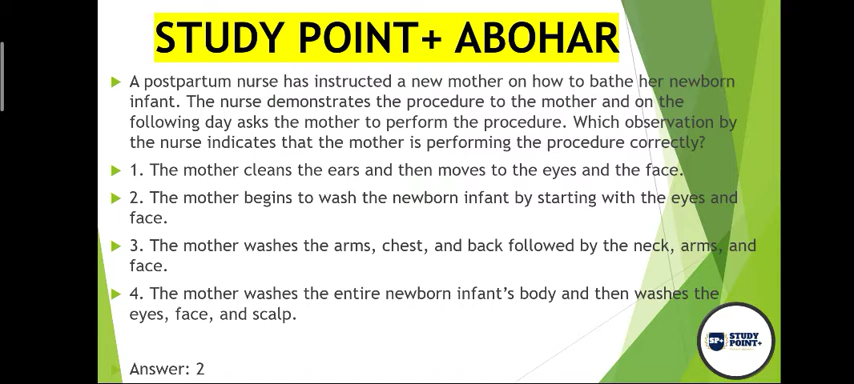 STUDY POINT+ ABOHAR
A postpartum nurse has instructed a new mother on how to bathe her newborn
infant. The nurse demonstrates the procedure to the mother and on the
following day asks the mother to perform the procedure. Which observation by
the nurse indicates that the mother is performing the procedure correctly?
1. The mother cleans the ears and then moves to the eyes and the face.
2. The mother begins to wash the newborn infant by starting with the eyes and
face.
3. The mother washes the arms, chest, and back followed by the neck, arms, and
face.
4. The mother washes the entire newborn infant's body and then washes the
eyes, face, and scalp.
SP+ STUDY
POINT+
Answer: 2